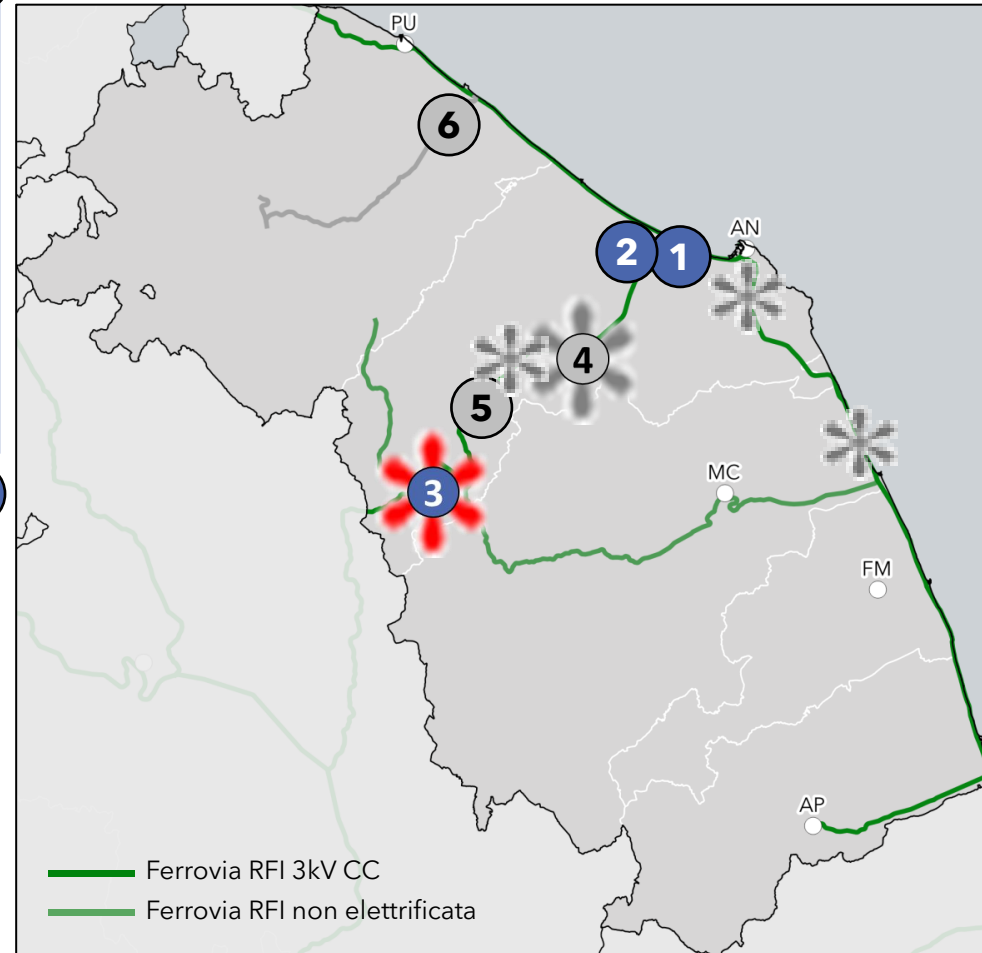 PU
6
AN
2
1
4
5
3
MC
FM
AP
Ferrovia RFI 3kV CC
Ferrovia RFI non elettrificata